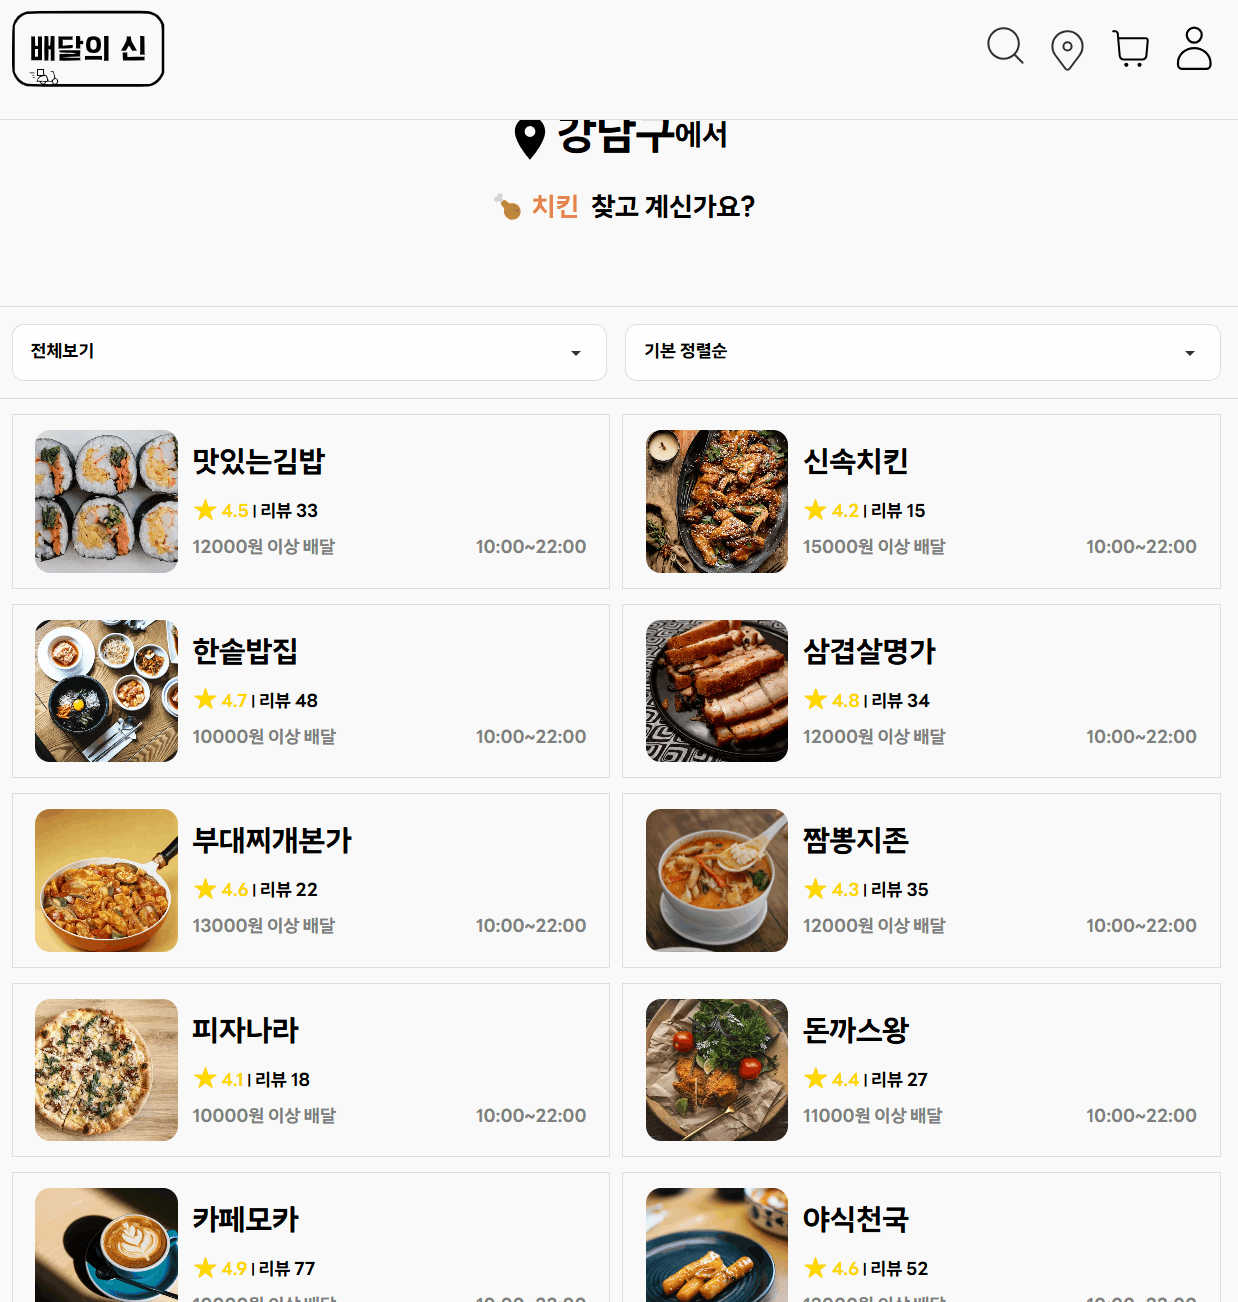 배달의 신
강남구에서
치킨 찾고 계신가요?
전체보기
기본 정렬순
맛있는김밥
4.5 | 리뷰 33
12000원 이상 배달
10:00~22:00
신속치킨
4.2 | 리뷰 15
15000원 이상 배달
10:00~22:00
한솥밥집
4.7 | 리뷰 48
10000원 이상 배달
10:00~22:00
삼겹살명가
4.8 | 리뷰 34
12000원 이상 배달
10:00~22:00
부대찌개본가
4.6 | 리뷰 22
13000원 이상 배달
10:00~22:00
짬뽕지존
4.3 | 리뷰 35
12000원 이상 배달
10:00~22:00
피자나라
4.1 | 리뷰 18
10000원 이상 배달
10:00~22:00
돈까스왕
4.4 | 리뷰 27
11000원 이상 배달
10:00~22:00
카페모카
4.9 | 리뷰 77
야식천국
4.6 | 리뷰 52